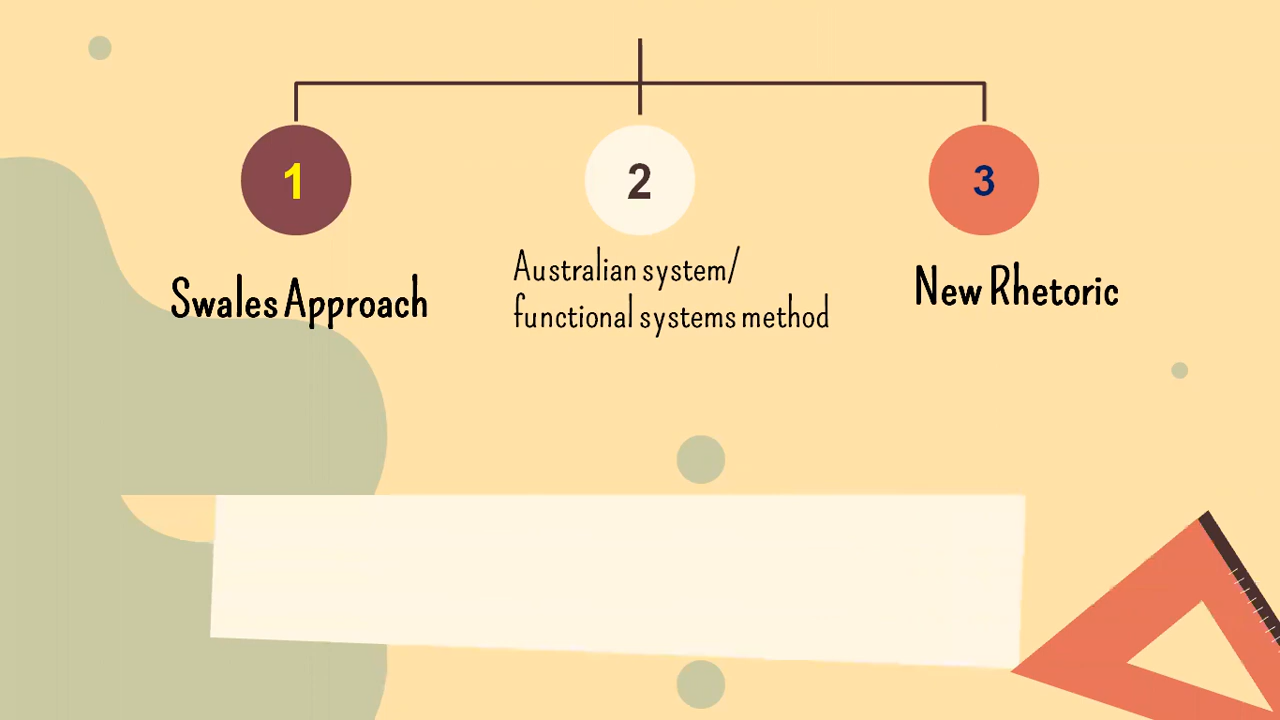 1
Swales Approach
2
Australian system/
functional systems method
3
New Rhetoric